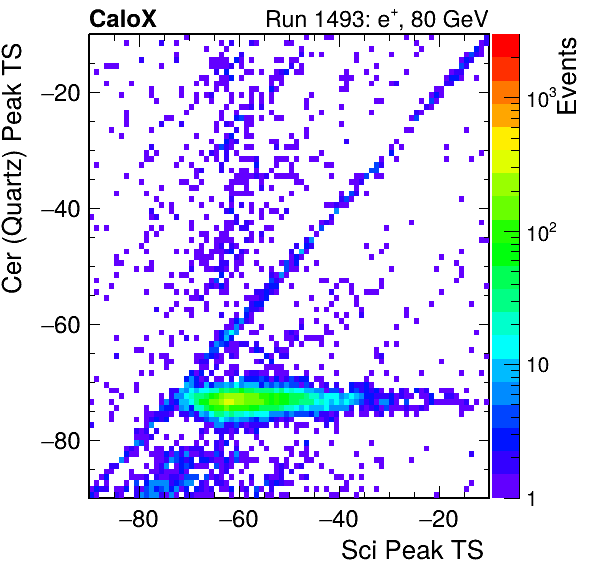 CaloX Run 1493: e⁺, 80 GeV
Cer (Quartz) Peak TS
−20
−40
−60
−80
−80 −60 −40 −20
Sci Peak TS
Events
10³
10²
10
1